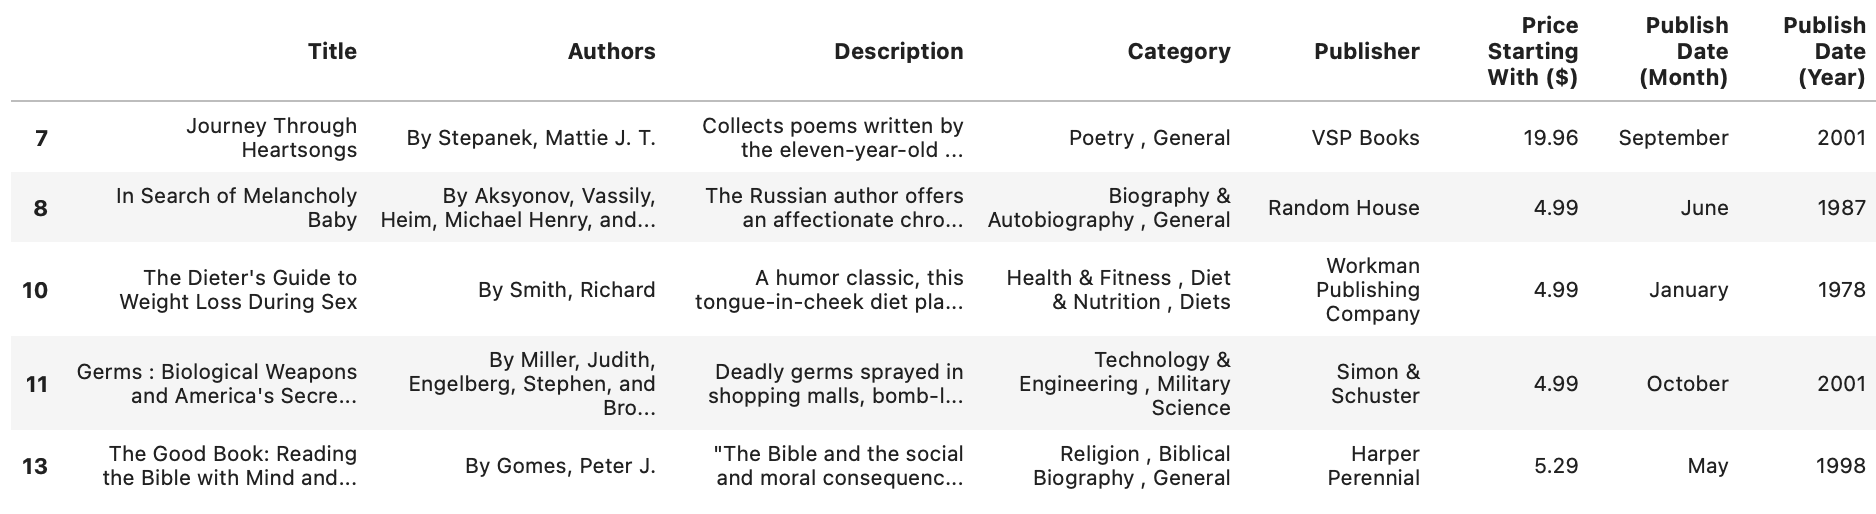 Title Authors Description Category Publisher Price Starting With ($) Publish Date (Month) Publish Date (Year)
7 Journey Through Heartsongs By Stepanek, Mattie J. T. Collects poems written by the eleven-year-old ... Poetry , General VSP Books 19.96 September 2001
8 In Search of Melancholy Baby By Aksyonov, Vassily, Heim, Michael Henry, and... The Russian author offers an affectionate chro... Biography & Autobiography , General Random House 4.99 June 1987
10 The Dieter's Guide to Weight Loss During Sex By Smith, Richard A humor classic, this tongue-in-cheek diet pla... Health & Fitness , Diet & Nutrition , Diets Workman Publishing Company 4.99 January 1978
11 Germs : Biological Weapons and America's Secre... By Miller, Judith, Engelberg, Stephen, and Bro... Deadly germs sprayed in shopping malls, bomb-l... Technology & Engineering , Military Science Simon & Schuster 4.99 October 2001
13 The Good Book: Reading the Bible with Mind and... By Gomes, Peter J. "The Bible and the social and moral consequenc... Religion , Biblical Biography , General Harper Perennial 5.29 May 1998